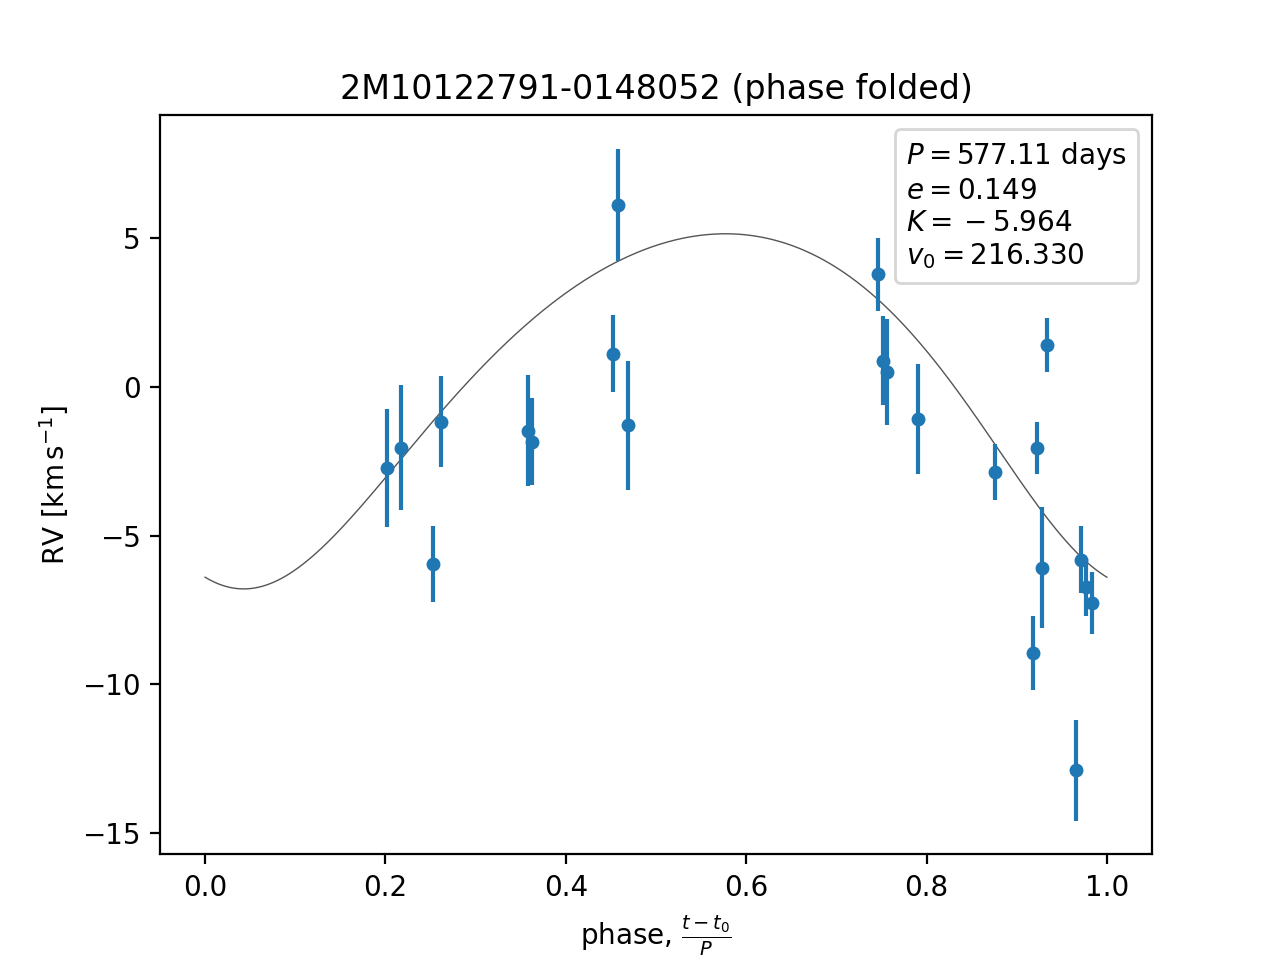 2M10122791-0148052 (phase folded)
P = 577.11 days
e = 0.149
K = −5.964
v₀ = 216.330
RV [km s⁻¹]
5
0
−5
−10
−15
0.0 0.2 0.4 0.6 0.8 1.0
phase, (t − t₀)/P